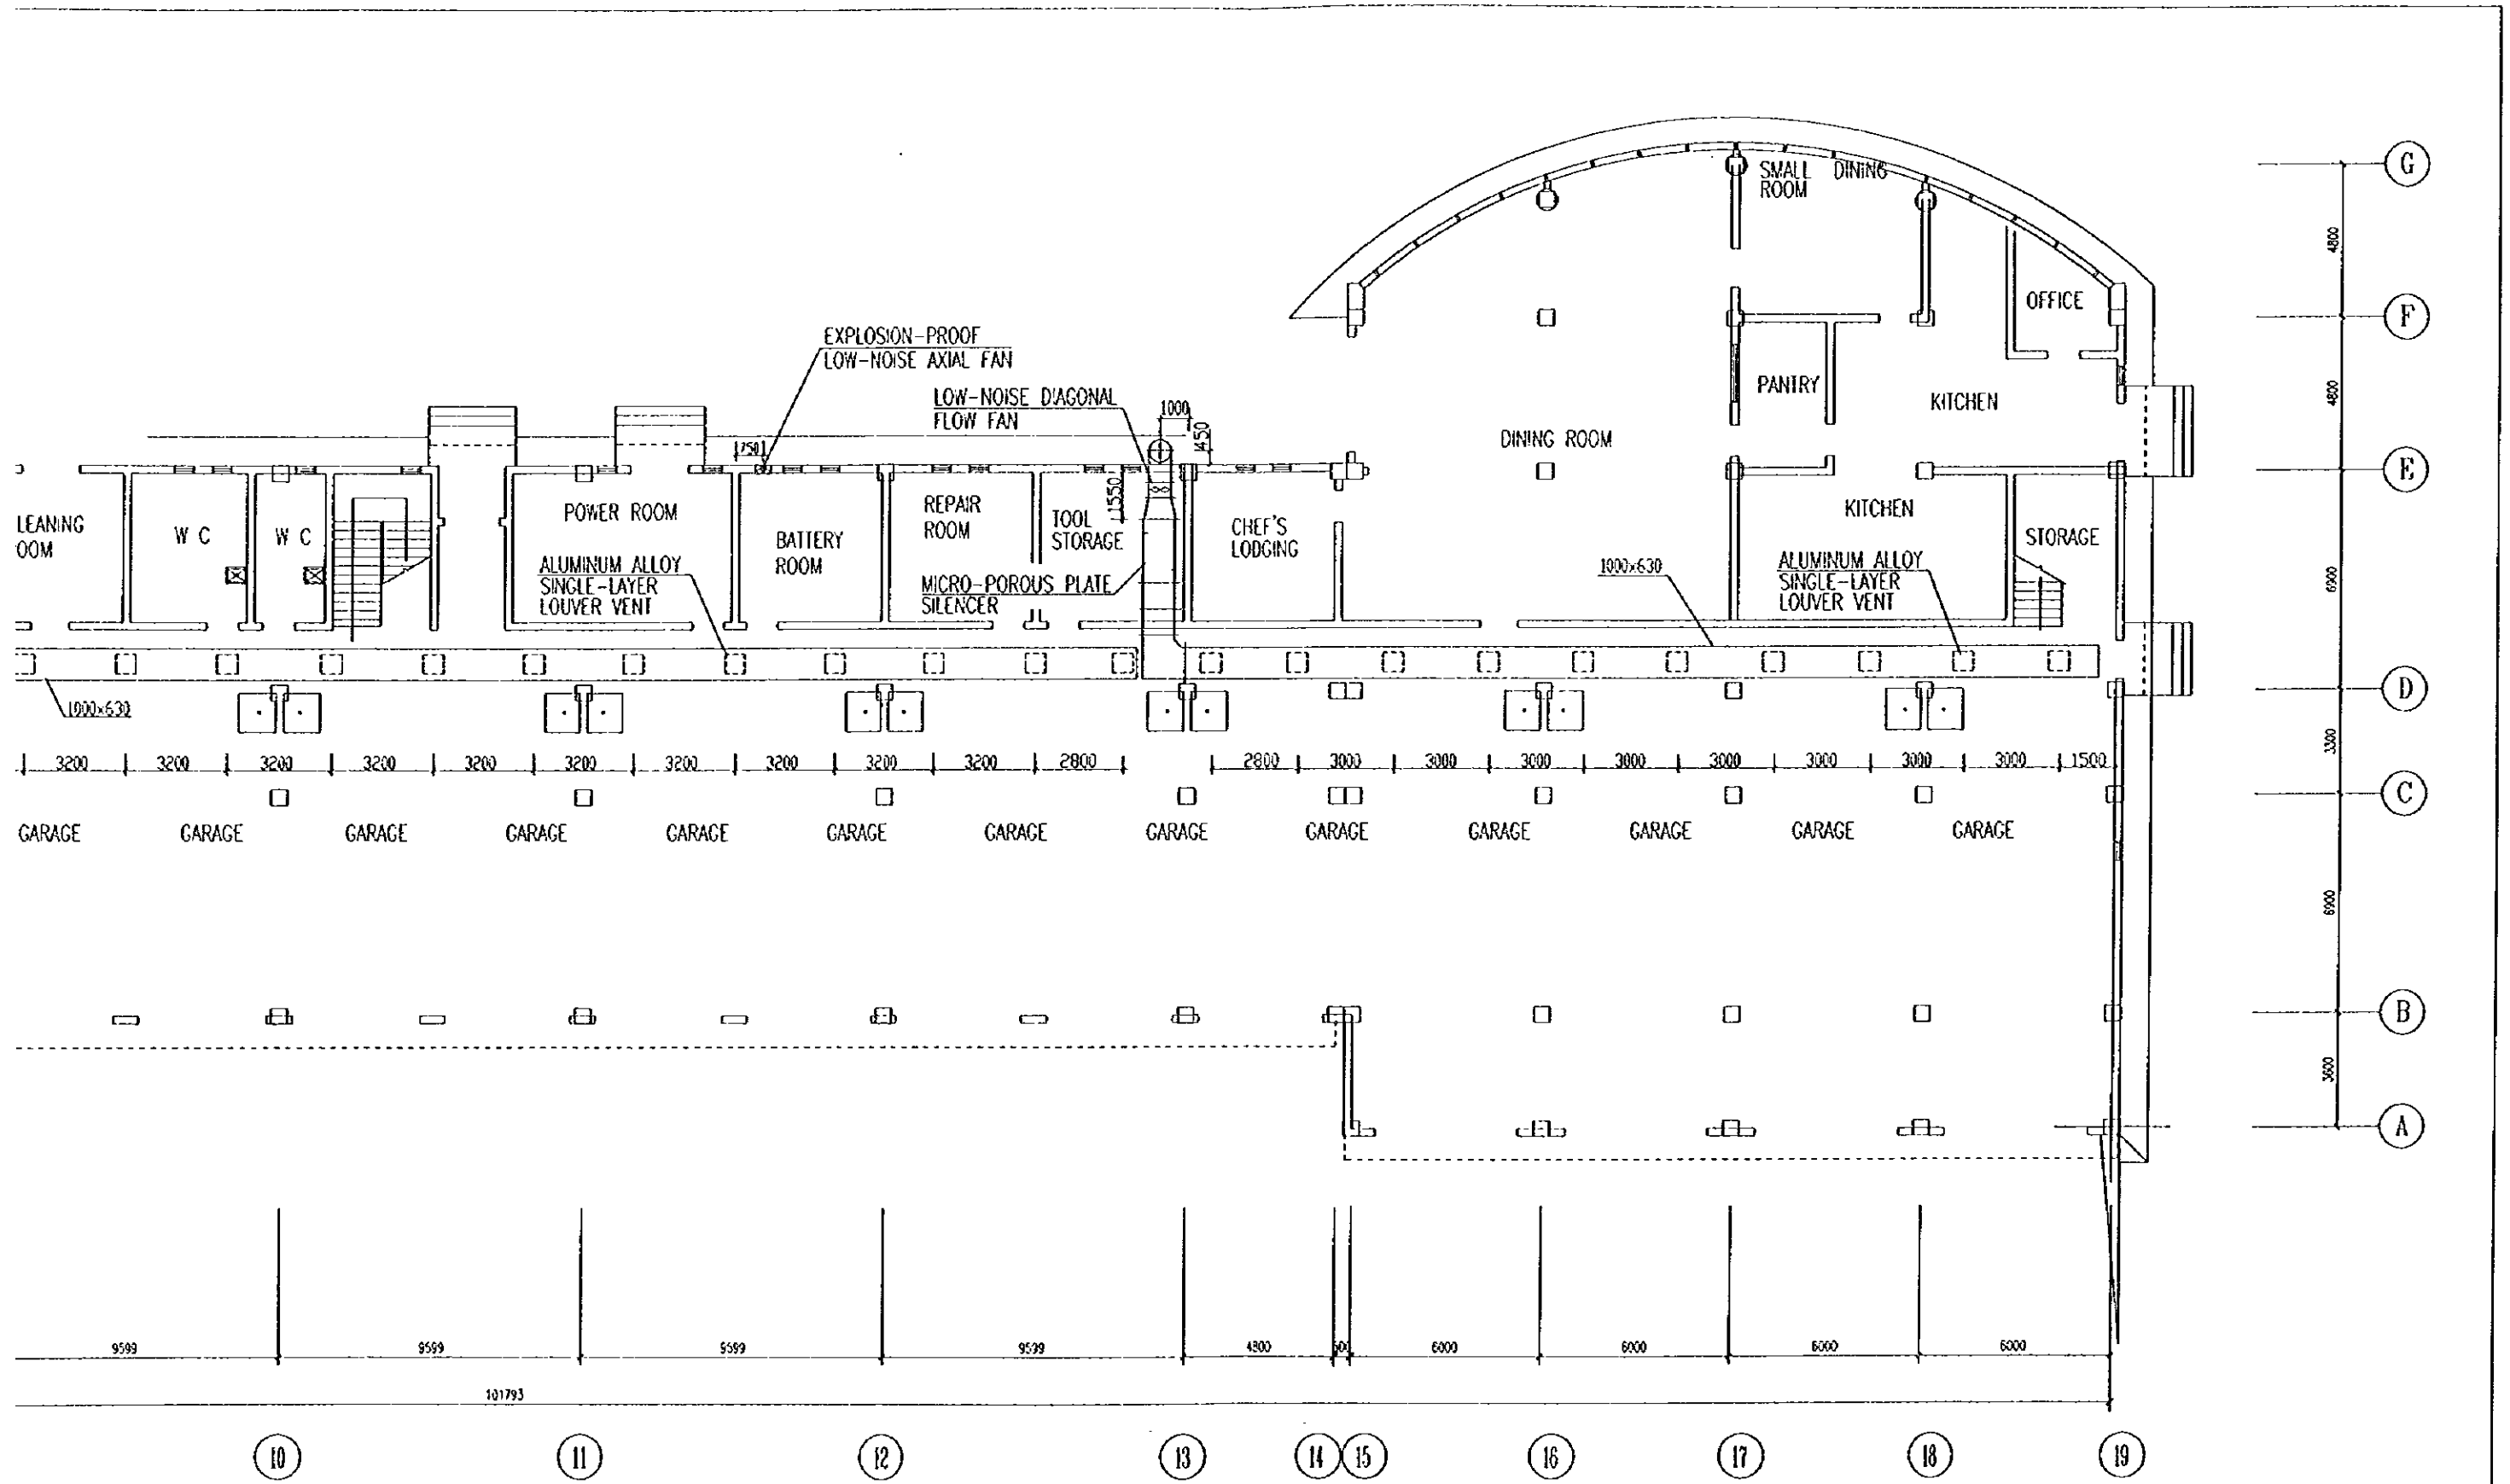 G
SMALL DINING
ROOM
4800
OFFICE
F
EXPLOSION-PROOF
LOW-NOISE AXIAL FAN
PANTRY
4800
LOW-NOISE DIAGONAL
FLOW FAN
1000
KITCHEN
450
DINING ROOM
750
E
1550
LEANING
OOM
W C
W C
POWER ROOM
BATTERY
ROOM
REPAIR
ROOM
TOOL
STORAGE
CHEF'S
LODGING
KITCHEN
STORAGE
ALUMINUM ALLOY
SINGLE-LAYER
LOUVER VENT
MICRO-POROUS PLATE
SILENCER
1000x630
ALUMINUM ALLOY
SINGLE-LAYER
LOUVER VENT
6900
D
1000x630
3300
3200 3200 3200 3200 3200 3200 3200 3200 3200 3200 2800 2800 3000 3000 3000 3000 3000 3000 3000 3000 1500
C
GARAGE GARAGE GARAGE GARAGE GARAGE GARAGE GARAGE GARAGE GARAGE GARAGE GARAGE GARAGE GARAGE
6900
B
3600
A
9599 9599 9599 9599 4800 6000 6000 6000 6000
101793
10 11 12 13 14 15 16 17 18 19